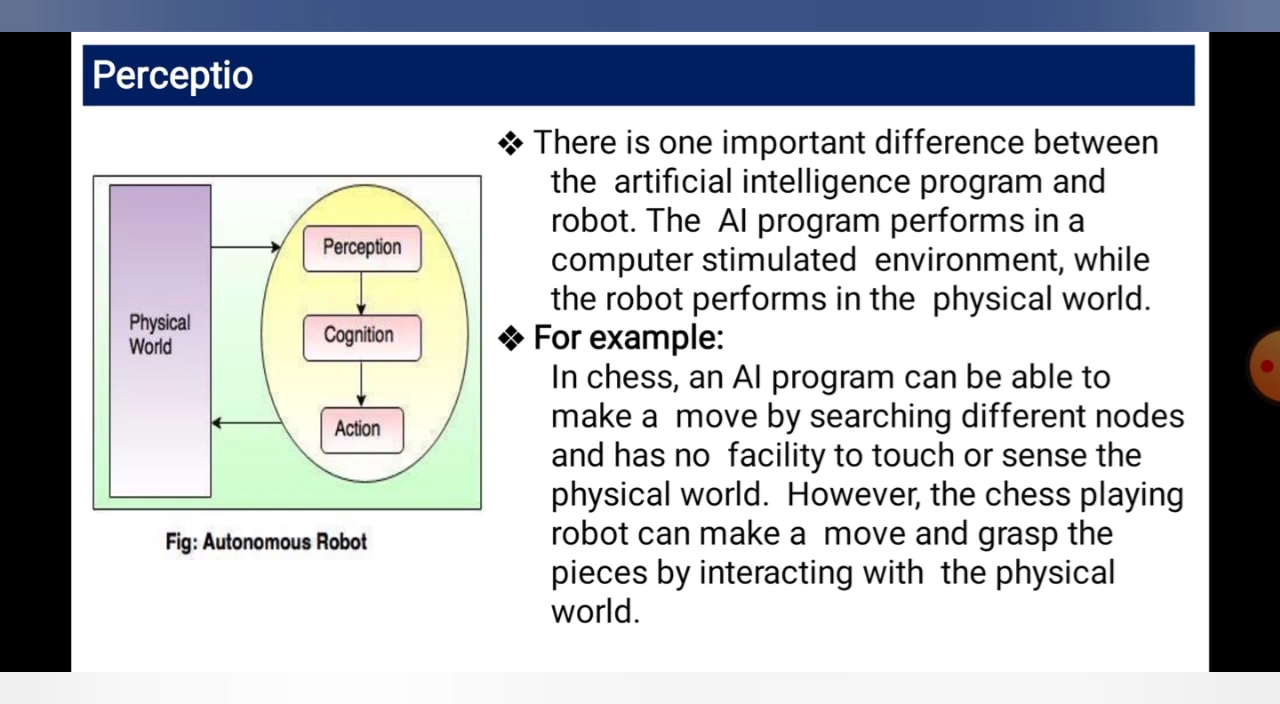 Perceptio
Physical
World
Perception
Cognition
Action
Fig: Autonomous Robot
❖ There is one important difference between
the artificial intelligence program and
robot. The AI program performs in a
computer stimulated environment, while
the robot performs in the physical world.
❖ For example:
In chess, an AI program can be able to
make a move by searching different nodes
and has no facility to touch or sense the
physical world. However, the chess playing
robot can make a move and grasp the
pieces by interacting with the physical
world.